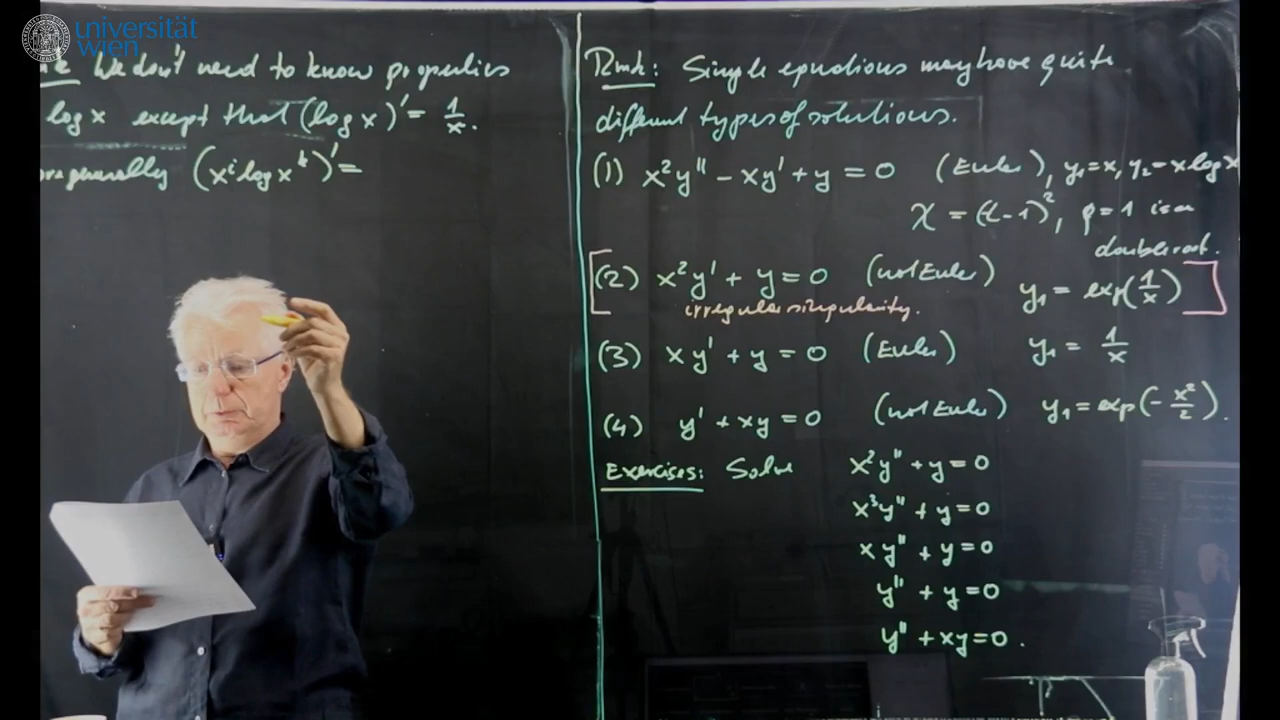 universität
wien
We don't need to know properties
log x except that (log x)' = 1/x.
generally (xⁱ log xᵏ)' =
Rmk: Simple equations may have quite
different types of solutions.
(1) x²y'' - xy' + y = 0 (Euler), y₁ = x, y₂ = x log x
χ = (t-1)², ρ = 1 is a
double root.
(2) x²y' + y = 0 (not Euler) y₁ = exp(1/x)
irregular singularity.
(3) xy' + y = 0 (Euler) y₁ = 1/x
(4) y' + xy = 0 (not Euler) y₁ = exp(-x²/2).
Exercises: Solve x²y'' + y = 0
x³y'' + y = 0
xy'' + y = 0
y'' + y = 0
y'' + xy = 0.